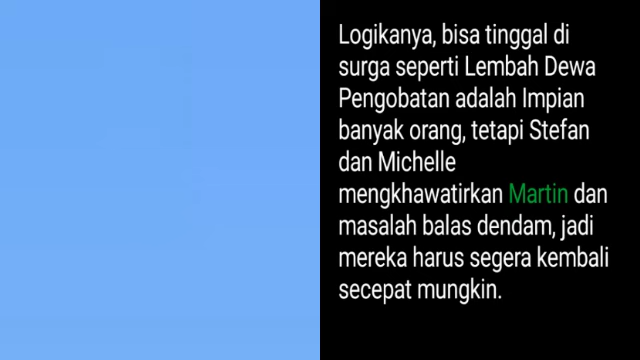 Logikanya, bisa tinggal di
surga seperti Lembah Dewa
Pengobatan adalah Impian
banyak orang, tetapi Stefan
dan Michelle
mengkhawatirkan Martin dan
masalah balas dendam, jadi
mereka harus segera kembali
secepat mungkin.